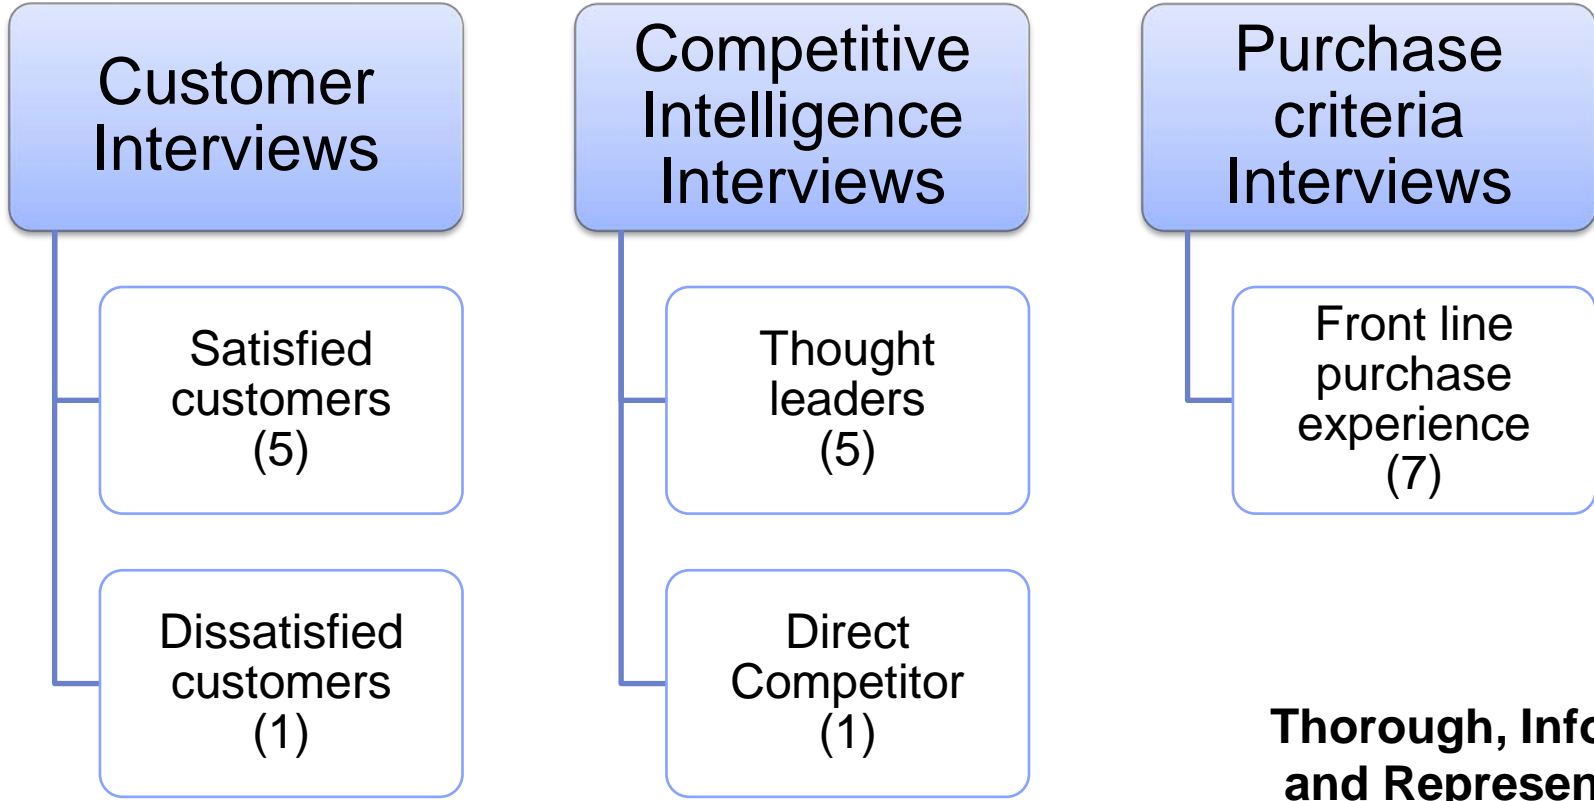 Customer
Interviews
Satisfied
customers
(5)
Dissatisfied
customers
(1)
Competitive
Intelligence
Interviews
Thought
leaders
(5)
Direct
Competitor
(1)
Purchase
criteria
Interviews
Front line
purchase
experience
(7)
Thorough,
and